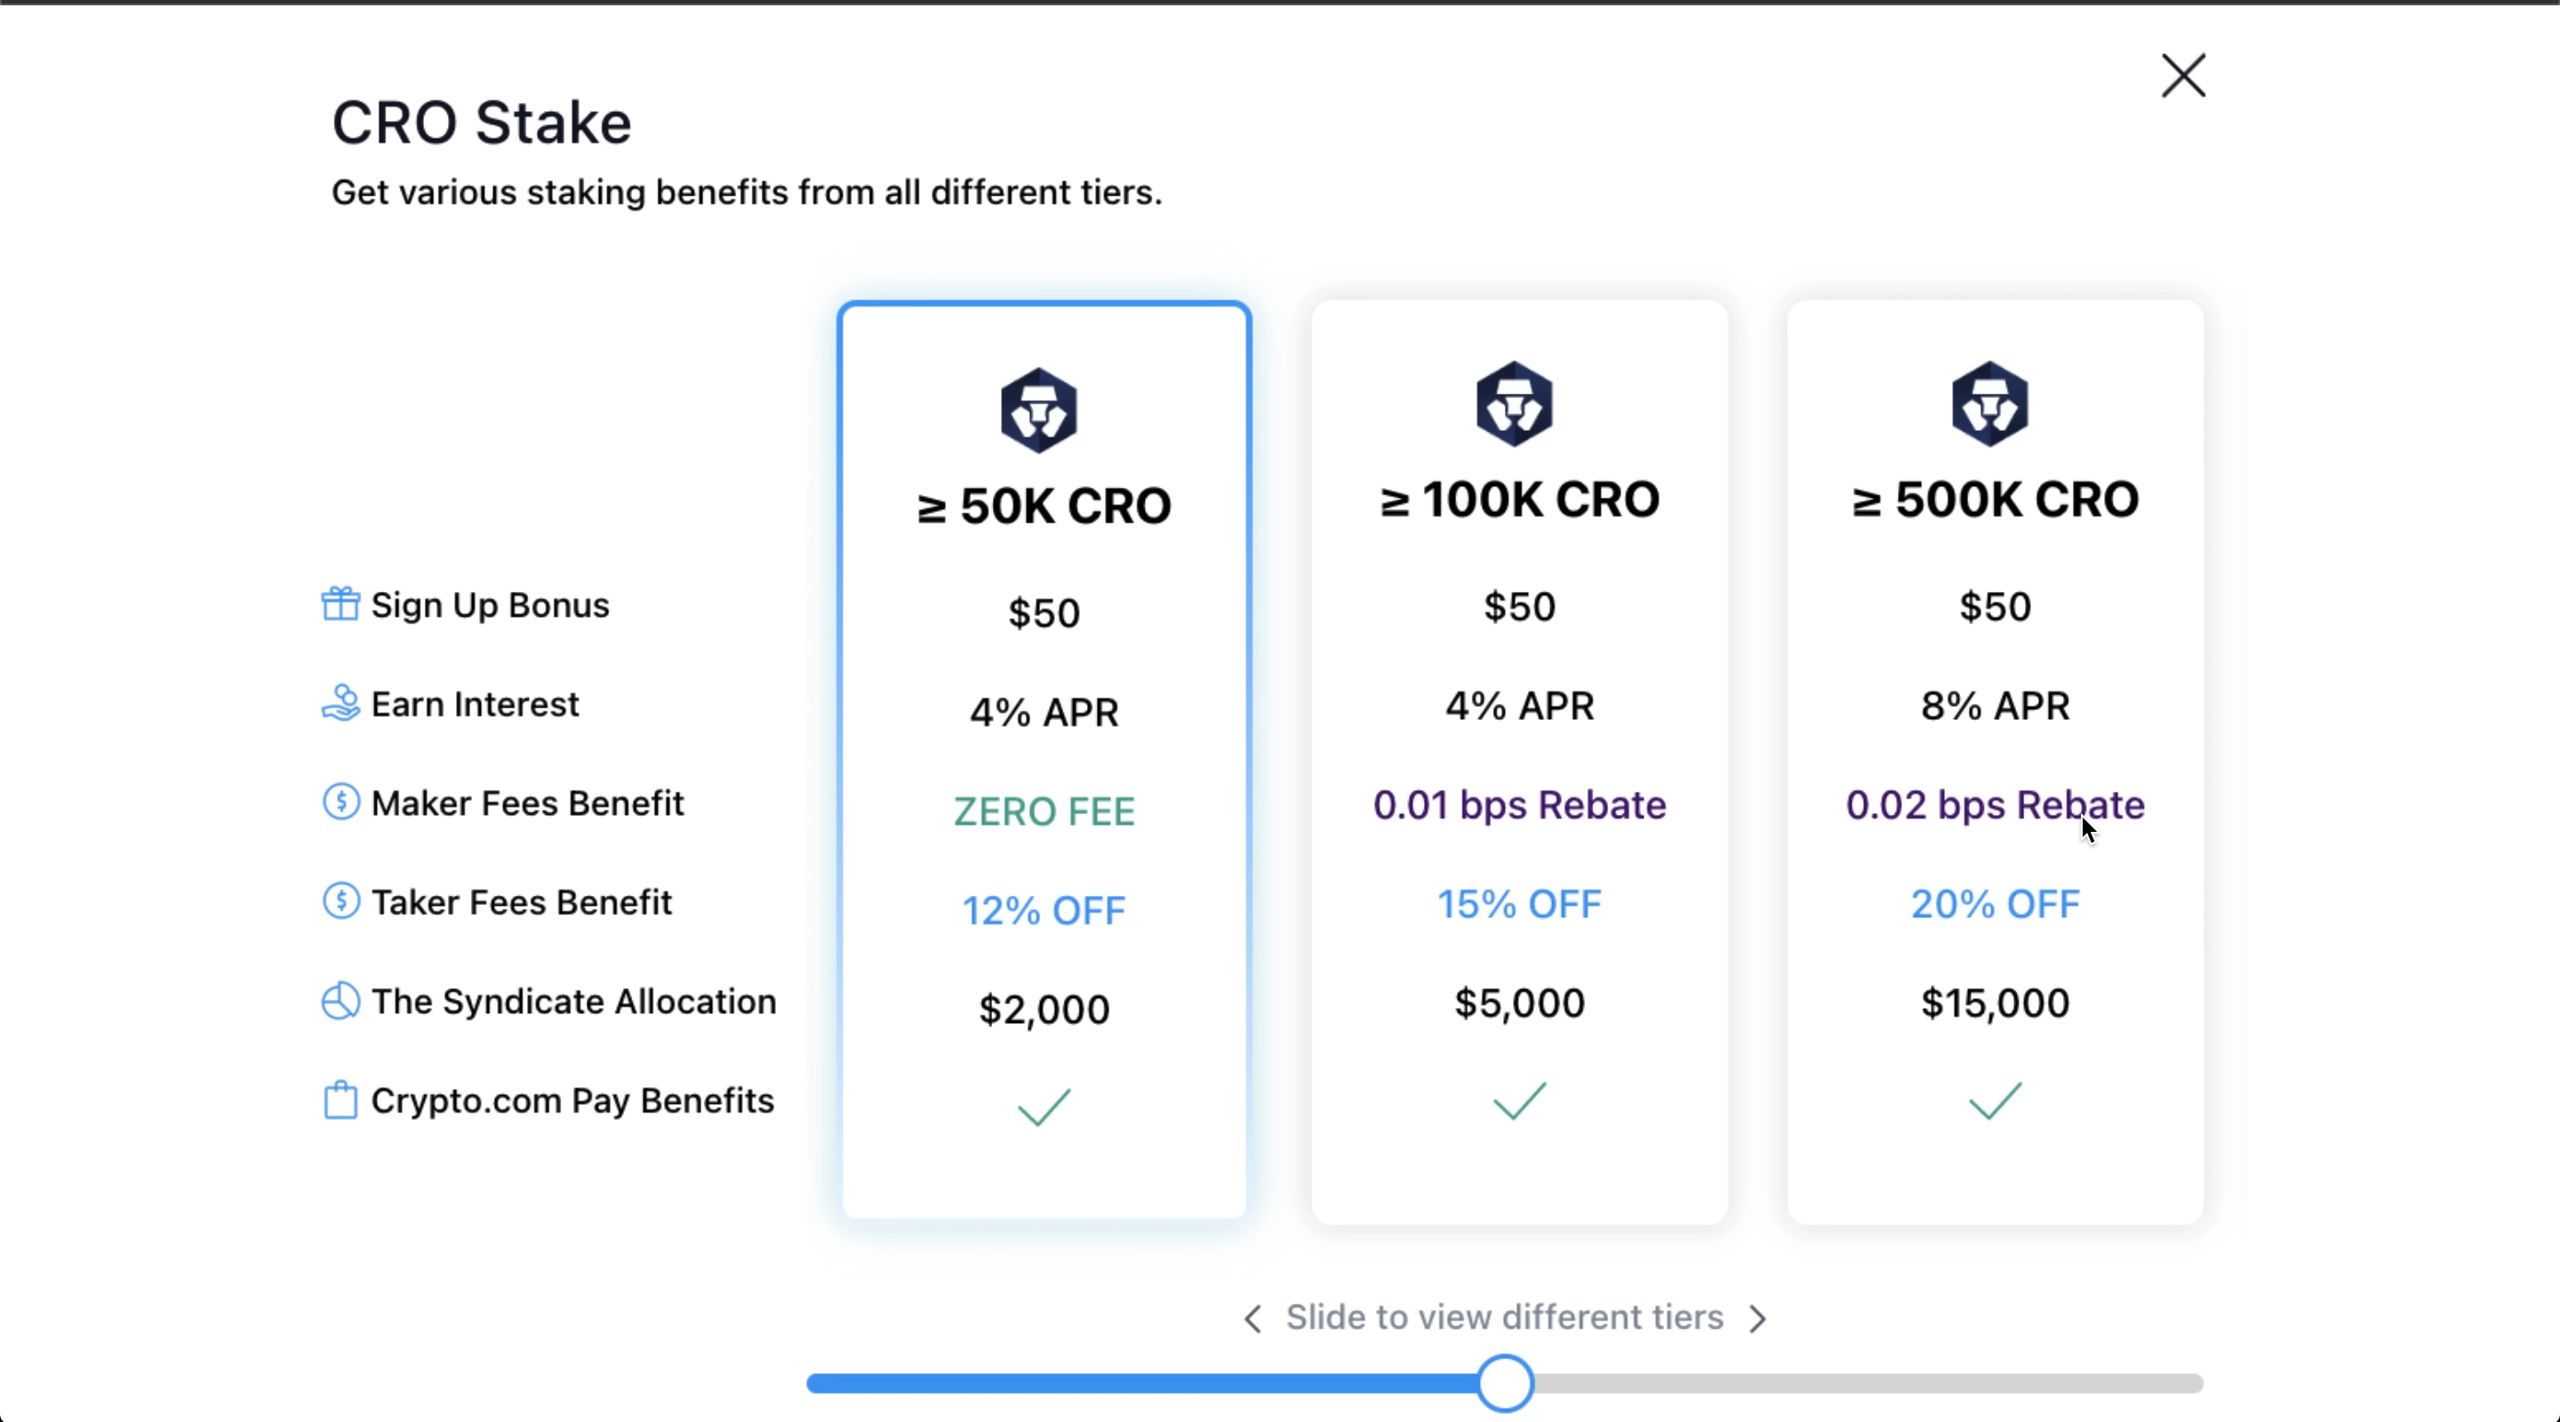 CRO Stake
Get various staking benefits from all different tiers.
≥ 50K CRO ≥ 100K CRO ≥ 500K CRO
Sign Up Bonus $50 $50 $50
Earn Interest 4% APR 4% APR 8% APR
Maker Fees Benefit ZERO FEE 0.01 bps Rebate 0.02 bps Rebate
Taker Fees Benefit 12% OFF 15% OFF 20% OFF
The Syndicate Allocation $2,000 $5,000 $15,000
Crypto.com Pay Benefits
Slide to view different tiers